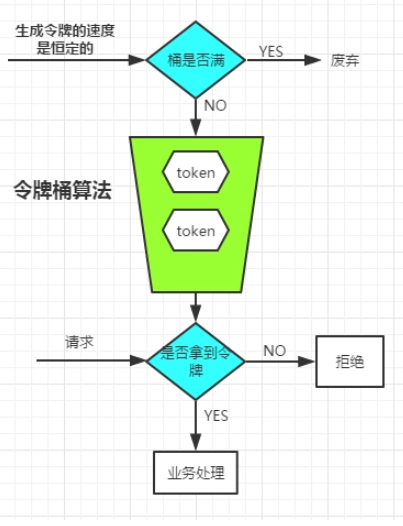 生成令牌的速度
是恒定的
桶是否满
YES
废弃
NO
token
令牌桶算法
token
请求
是否拿到令
牌
NO
拒绝
YES
业务处理